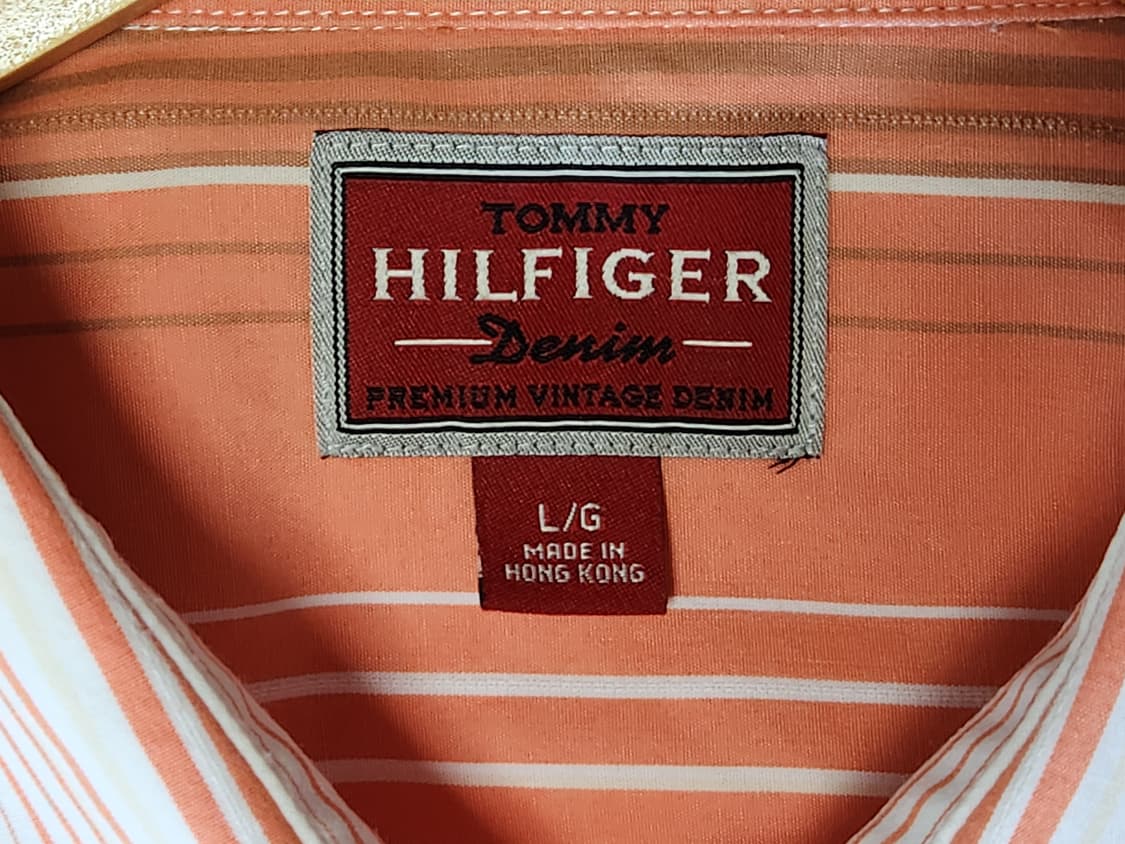 TOMMY
HILFIGER
Denim
PREMIUM VINTAGE DENIM
L/G
MADE IN
HONG KONG